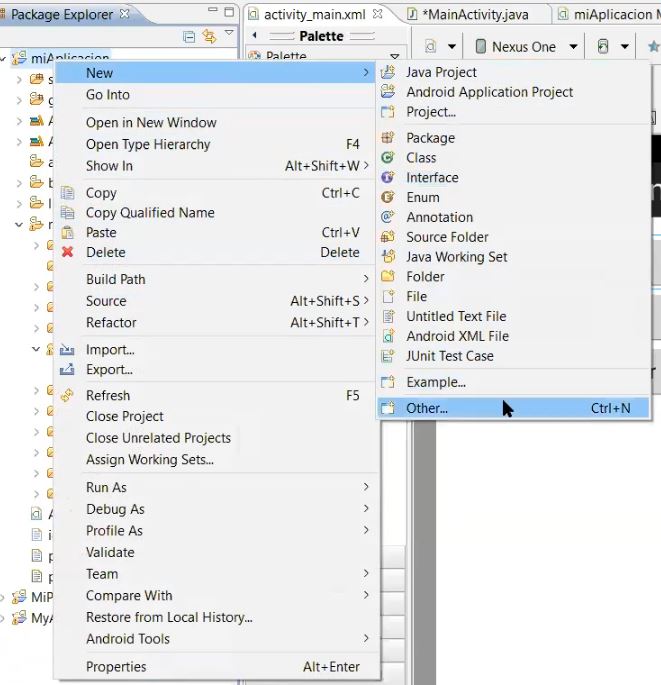 Package Explorer
activity_main.xml
*MainActivity.java
miAplicacion M
Palette
Palette
Nexus One
miAplicacion
New
Go Into
Open in New Window
Open Type Hierarchy F4
Show In Alt+Shift+W
Copy Ctrl+C
Copy Qualified Name
Paste Ctrl+V
Delete Delete
Build Path
Source Alt+Shift+S
Refactor Alt+Shift+T
Import...
Export...
Refresh F5
Close Project
Close Unrelated Projects
Assign Working Sets...
Run As
Debug As
Profile As
Validate
Team
Compare With
Restore from Local History...
Android Tools
Properties Alt+Enter
Java Project
Android Application Project
Project...
Package
Class
Interface
Enum
Annotation
Source Folder
Java Working Set
Folder
File
Untitled Text File
Android XML File
JUnit Test Case
Example...
Other... Ctrl+N
MiP
MyA